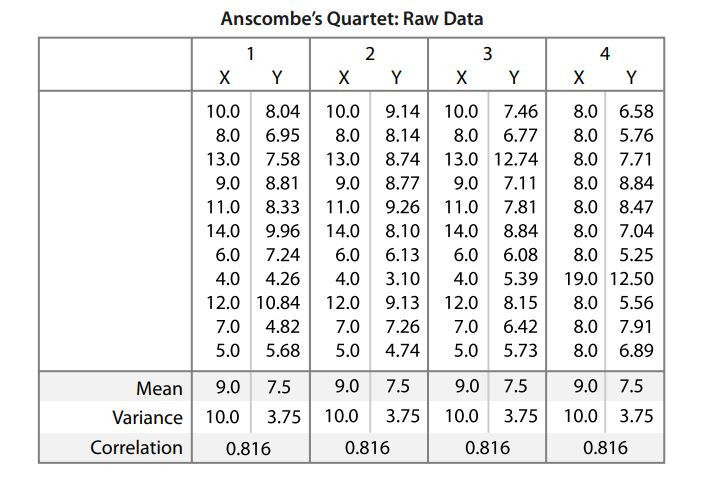 Anscombe’s Quartet: Raw Data
1 2 3 4
X Y X Y X Y X Y
10.0 8.04 10.0 9.14 10.0 7.46 8.0 6.58
8.0 6.95 8.0 8.14 8.0 6.77 8.0 5.76
13.0 7.58 13.0 8.74 13.0 12.74 8.0 7.71
9.0 8.81 9.0 8.77 9.0 7.11 8.0 8.84
11.0 8.33 11.0 9.26 11.0 7.81 8.0 8.47
14.0 9.96 14.0 8.10 14.0 8.84 8.0 7.04
6.0 7.24 6.0 6.13 6.0 6.08 8.0 5.25
4.0 4.26 4.0 3.10 4.0 5.39 19.0 12.50
12.0 10.84 12.0 9.13 12.0 8.15 8.0 5.56
7.0 4.82 7.0 7.26 7.0 6.42 8.0 7.91
5.0 5.68 5.0 4.74 5.0 5.73 8.0 6.89
Mean 9.0 7.5 9.0 7.5 9.0 7.5 9.0 7.5
Variance 10.0 3.75 10.0 3.75 10.0 3.75 10.0 3.75
Correlation 0.816 0.816 0.816 0.816